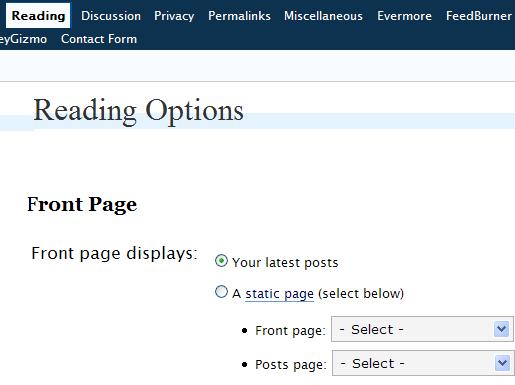 Reading Discussion Privacy Permalinks Miscellaneous Evermore FeedBurner
eyGizmo Contact Form
Reading Options
Front Page
Front page displays:
Your latest posts
A static page (select below)
Front page: - Select -
Posts page: - Select -